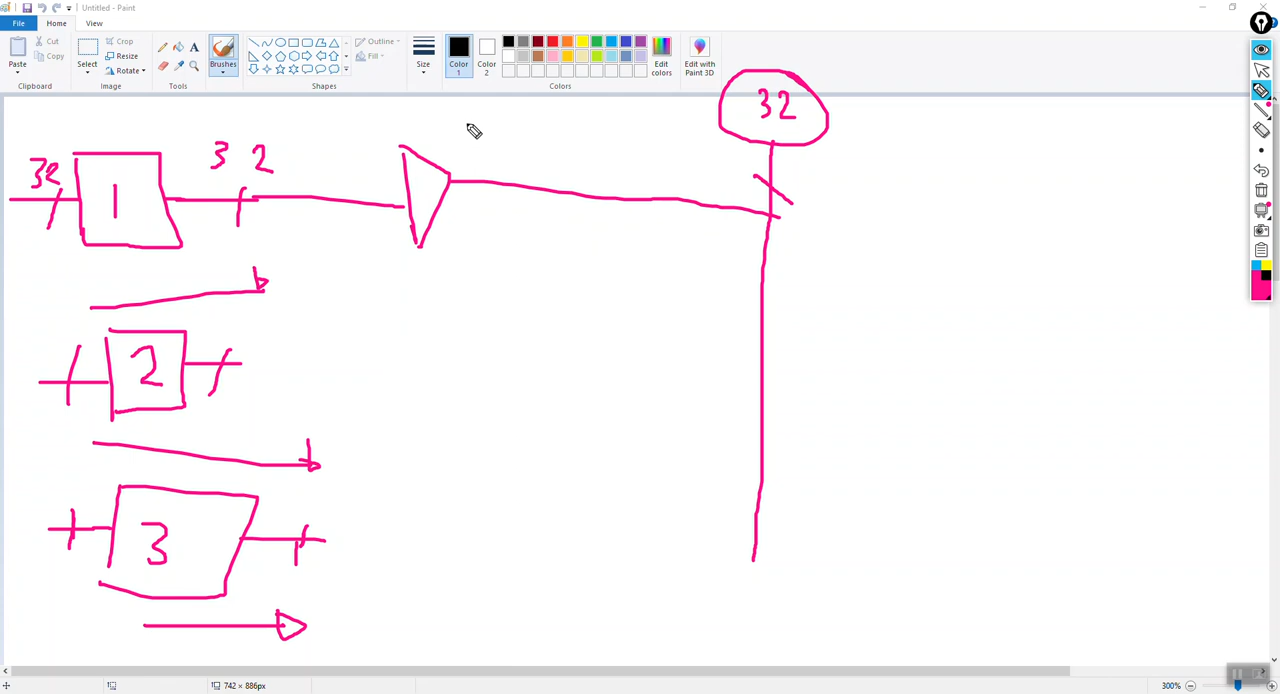 Untitled - Paint
File Home View
Paste
Cut
Copy
Clipboard
Select
Crop
Resize
Rotate
Image
Tools
Brushes
Shapes
Outline
Fill
Size
Color 1
Color 2
Edit colors
Colors
Edit with Paint 3D
32
32
1
3 2
2
3
742 × 886px
300%